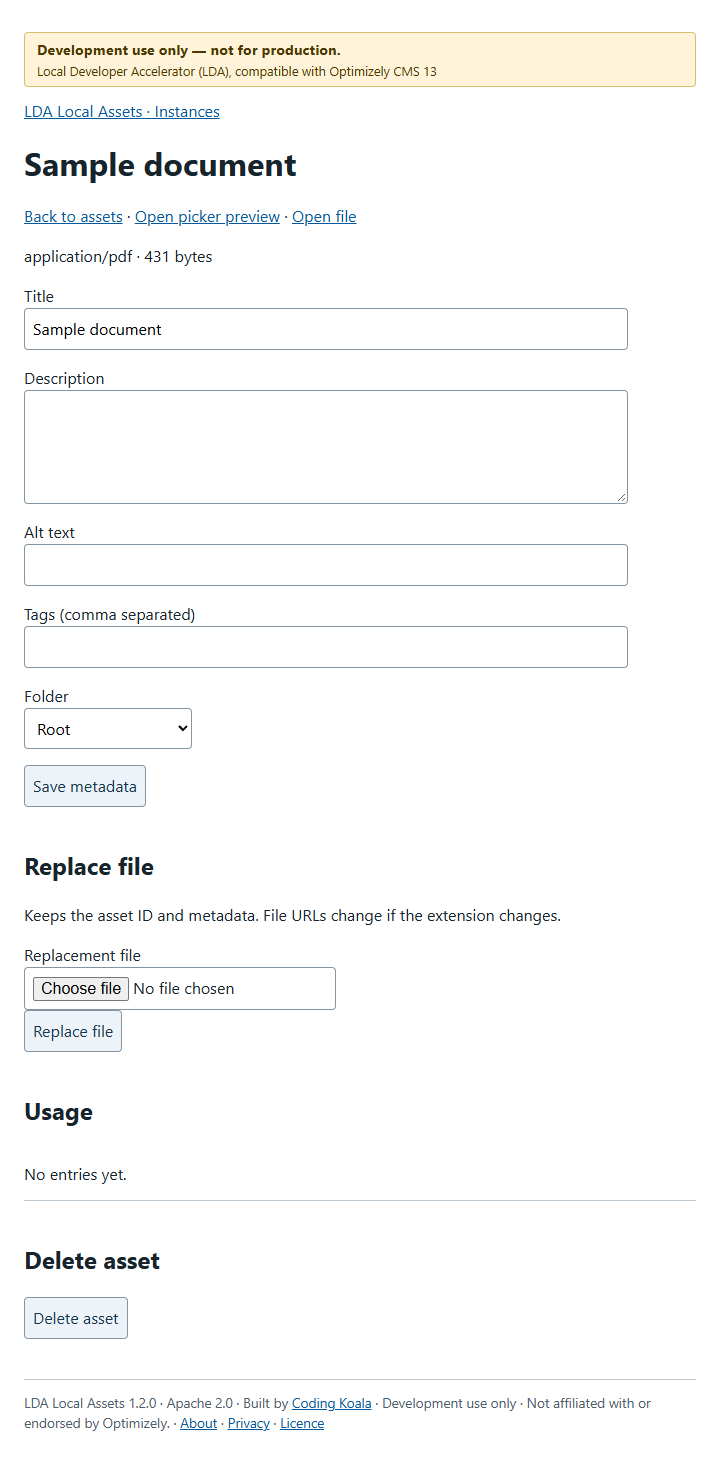 Development use only — not for production.
Local Developer Accelerator (LDA), compatible with Optimizely CMS 13
LDA Local Assets · Instances
Sample document
Back to assets · Open picker preview · Open file
application/pdf · 431 bytes
Title
Sample document
Description
Alt text
Tags (comma separated)
Folder
Root
Save metadata
Replace file
Keeps the asset ID and metadata. File URLs change if the extension changes.
Replacement file
Choose file No file chosen
Replace file
Usage
No entries yet.
Delete asset
Delete asset
LDA Local Assets 1.2.0 · Apache 2.0 · Built by Coding Koala · Development use only · Not affiliated with or
endorsed by Optimizely. · About · Privacy · Licence